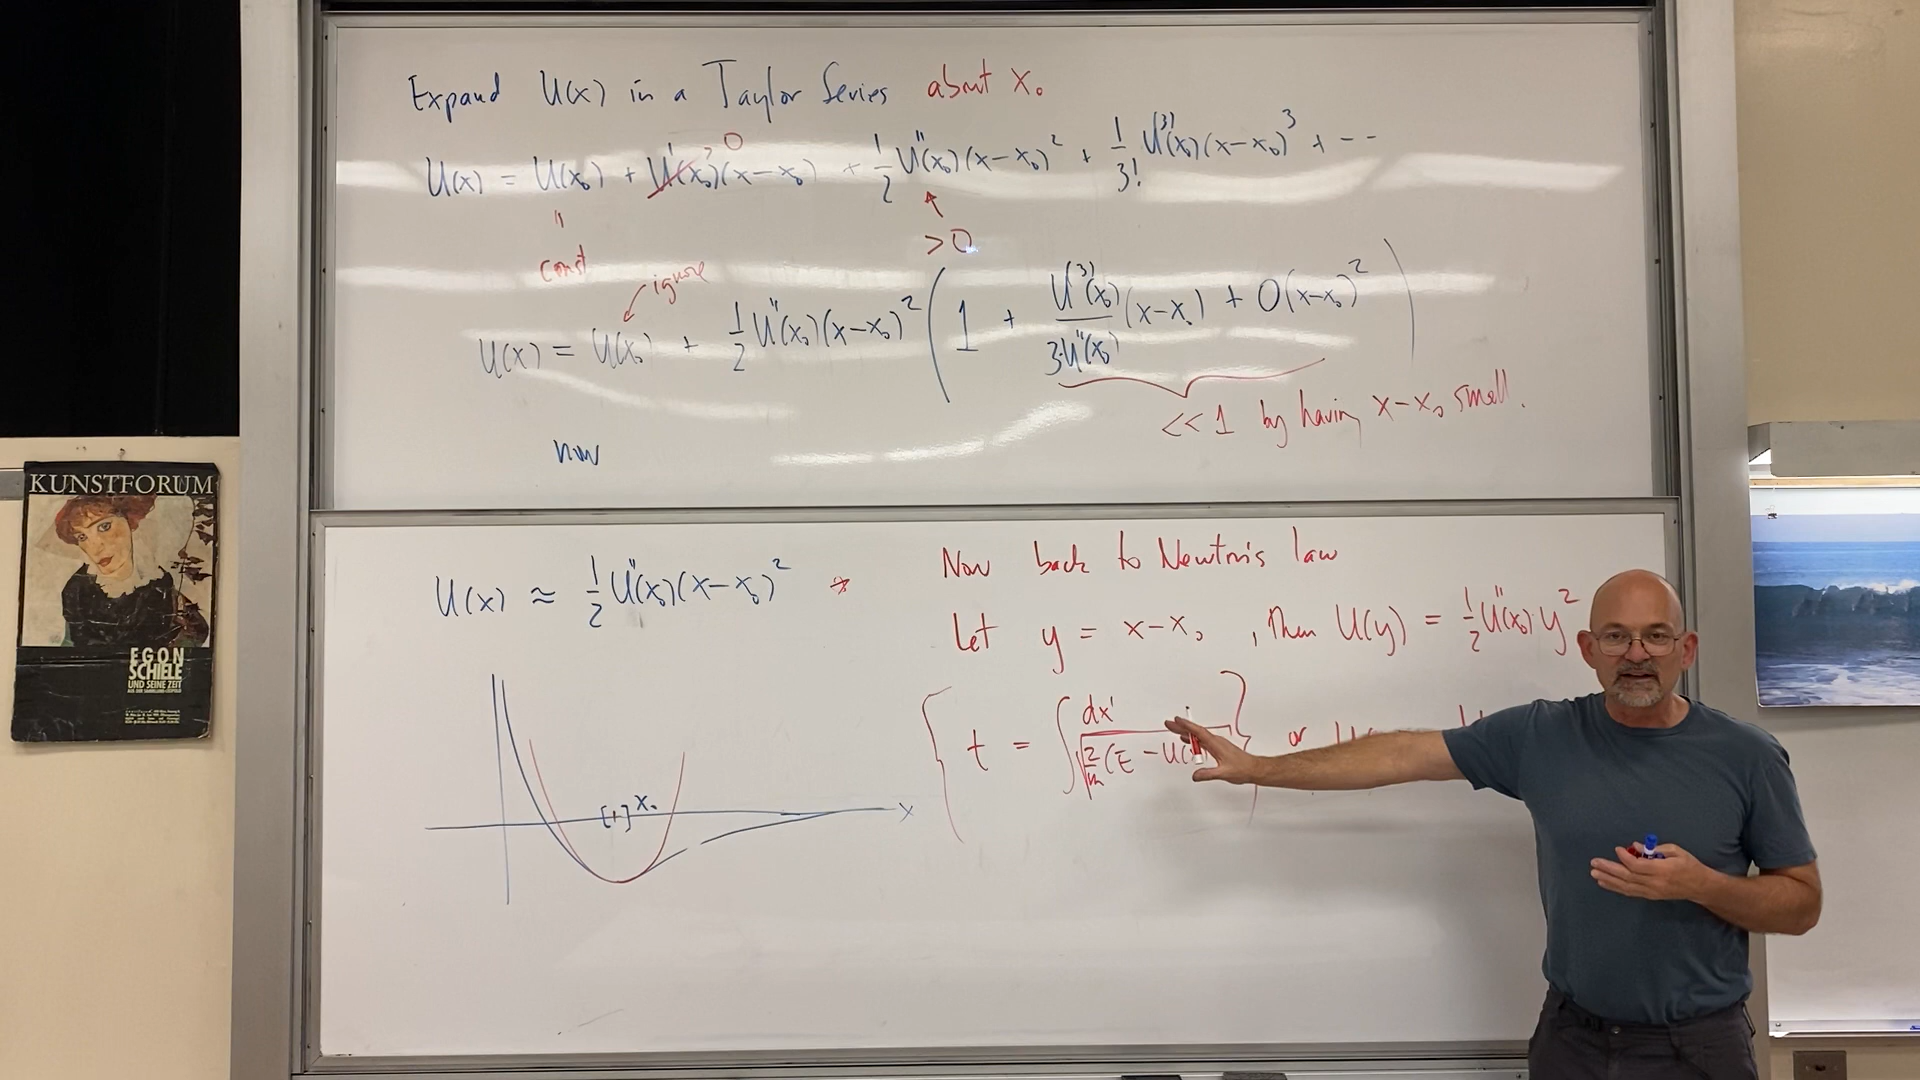 Expand U(x) in a Taylor Series about x₀
0
U(x) = U(x₀) + U'(x₀)(x-x₀) + 1/2 U''(x₀)(x-x₀)² + 1/3! U⁽³⁾(x₀)(x-x₀)³ + --
"
const
> 0
ignore
U(x) = U(x₀) + 1/2 U''(x₀)(x-x₀)² ( 1 + U⁽³⁾(x₀)/3·U''(x₀) (x-x₀) + O(x-x₀)² )
<< 1 by having x-x₀ small.
now
U(x) ≈ 1/2 U''(x₀)(x-x₀)² *
[+] x₀
x
Now back to Newton's law
Let y = x-x₀ , Then U(y) = 1/2 U''(x₀)·y²
{ t = ∫ dx' / √ 2/m (E - U( } or
KUNSTFORUM
EGON
SCHIELE
UND SEINE ZEIT